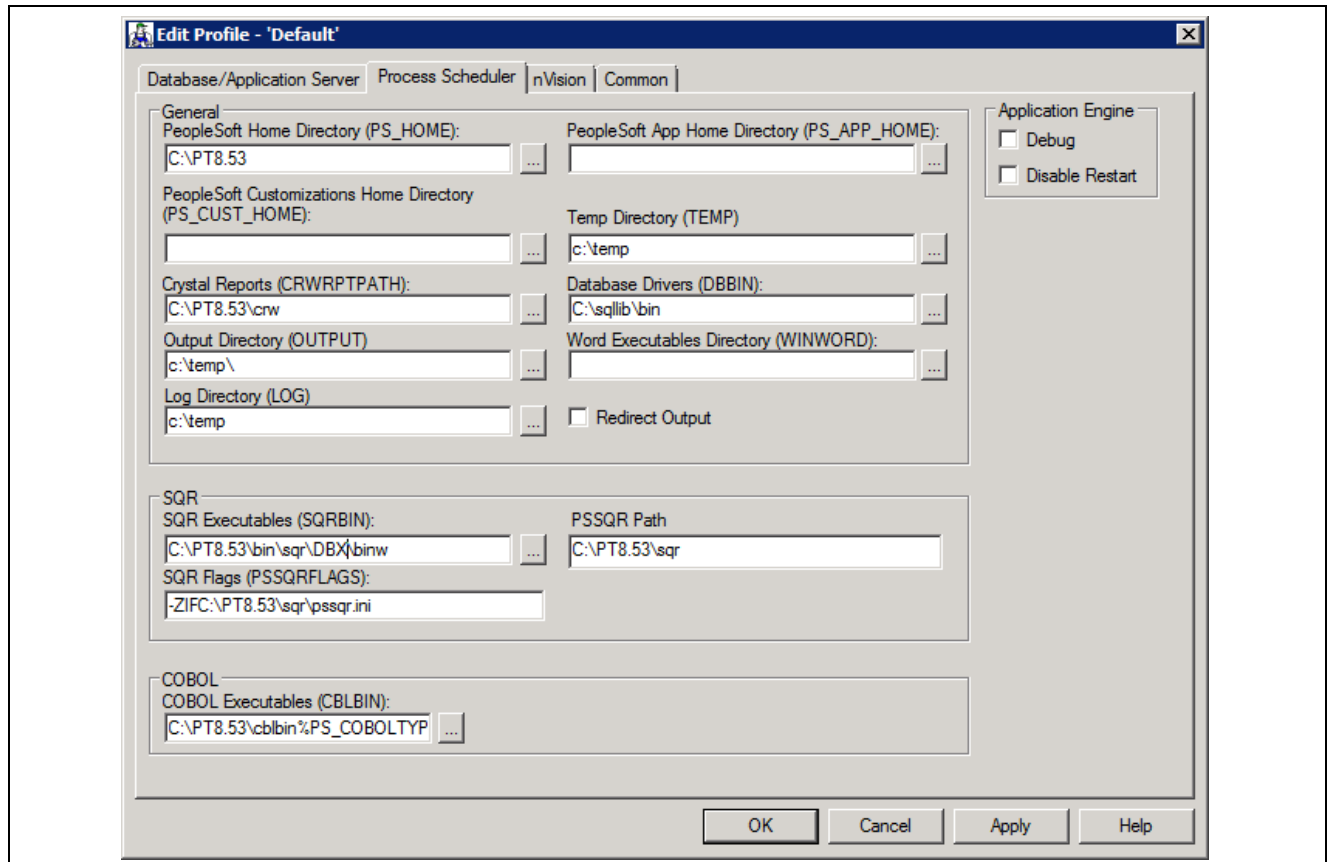 Edit Profile - 'Default'
Database/Application Server Process Scheduler nVision Common
General
PeopleSoft Home Directory (PS_HOME):
C:\PT8.53
...
PeopleSoft App Home Directory (PS_APP_HOME):
...
PeopleSoft Customizations Home Directory
(PS_CUST_HOME):
...
Temp Directory (TEMP)
c:\temp
...
Crystal Reports (CRWRPTPATH):
C:\PT8.53\crw
...
Database Drivers (DBBIN):
C:\sqllib\bin
...
Output Directory (OUTPUT)
c:\temp\
...
Word Executables Directory (WINWORD):
...
Log Directory (LOG)
c:\temp
...
Redirect Output
Application Engine
Debug
Disable Restart
SQR
SQR Executables (SQRBIN):
C:\PT8.53\bin\sqr\DBX\binw
...
PSSQR Path
C:\PT8.53\sqr
SQR Flags (PSSQRFLAGS):
-ZIFC:\PT8.53\sqr\pssqr.ini
COBOL
COBOL Executables (CBLBIN):
C:\PT8.53\cblbin%PS_COBOLTYP
...
OK Cancel Apply Help